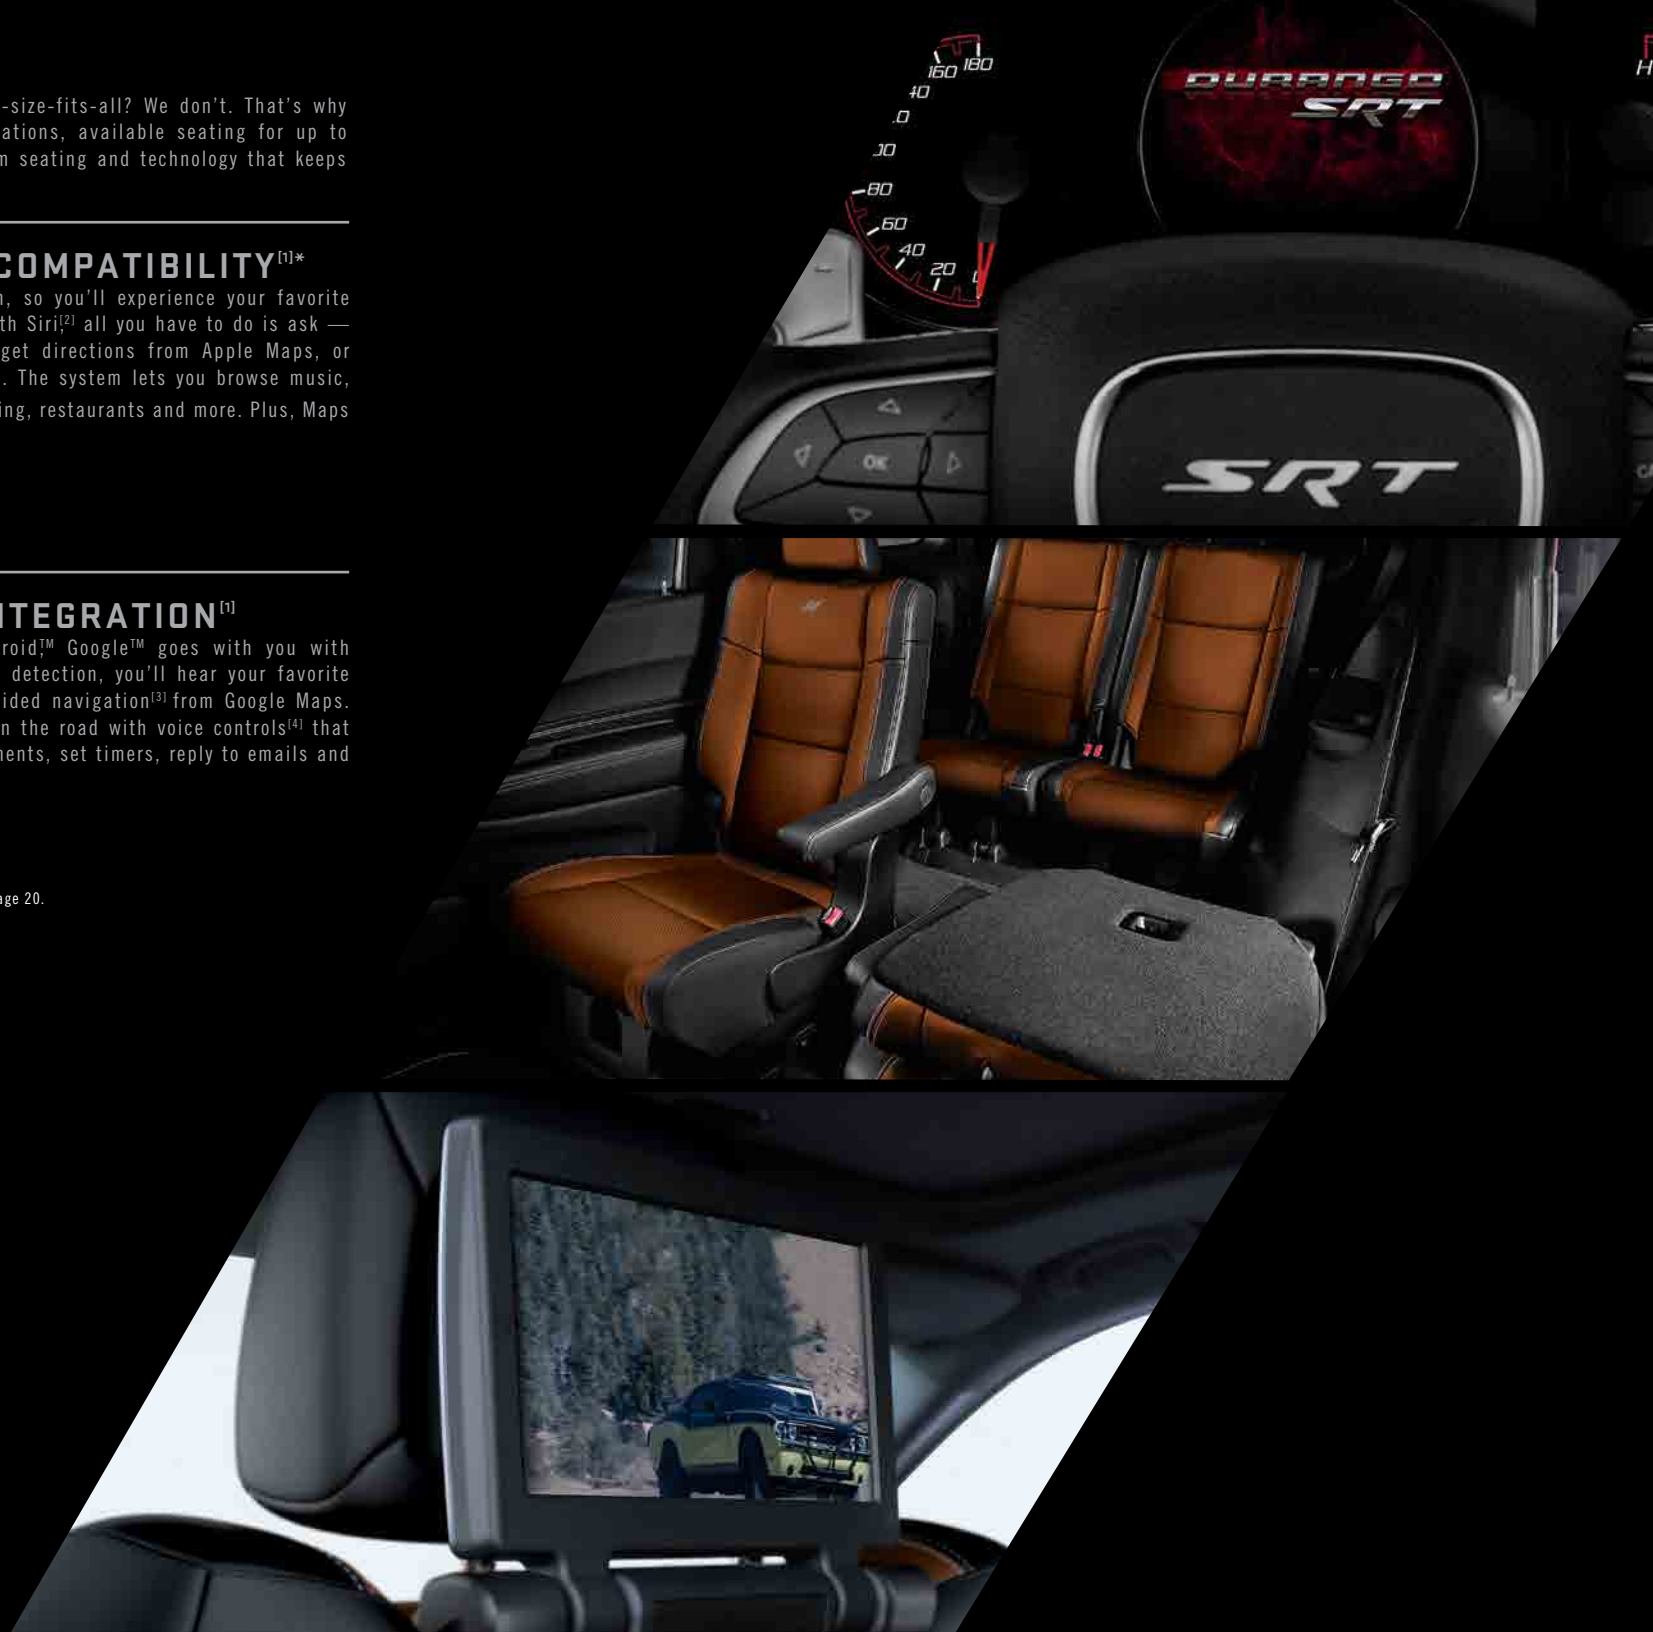 -size-fits-all? We don't. That's why
ations, available seating for up to
seating and technology that keeps
COMPATIBILITY[1]*
so you'll experience your favorite
th Siri,[2] all you have to do is ask —
get directions from Apple Maps, or
. The system lets you browse music,
ing, restaurants and more. Plus, Maps
NTEGRATION[1]
roid,™ Google™ goes with you with
detection, you'll hear your favorite
ided navigation[3] from Google Maps.
n the road with voice controls[4] that
ents, set timers, reply to emails and
age 20.
160 180
80
60
40
20
DURANGO
SRT
H
OK
SRT